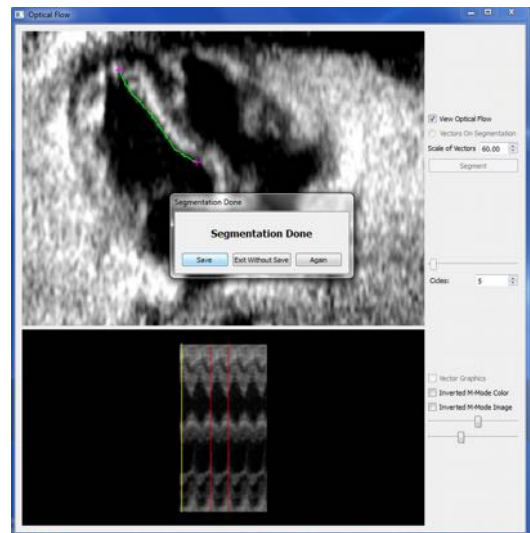 Optical Flow
View Optical Flow
Vectors On Segmentation
Scale of Vectors 60.00
Segment
Segmentation Done
Segmentation Done
Save Exit Without Save Again
Cicles: 5
Vector Graphics
Inverted M-Mode Color
Inverted M-Mode Image